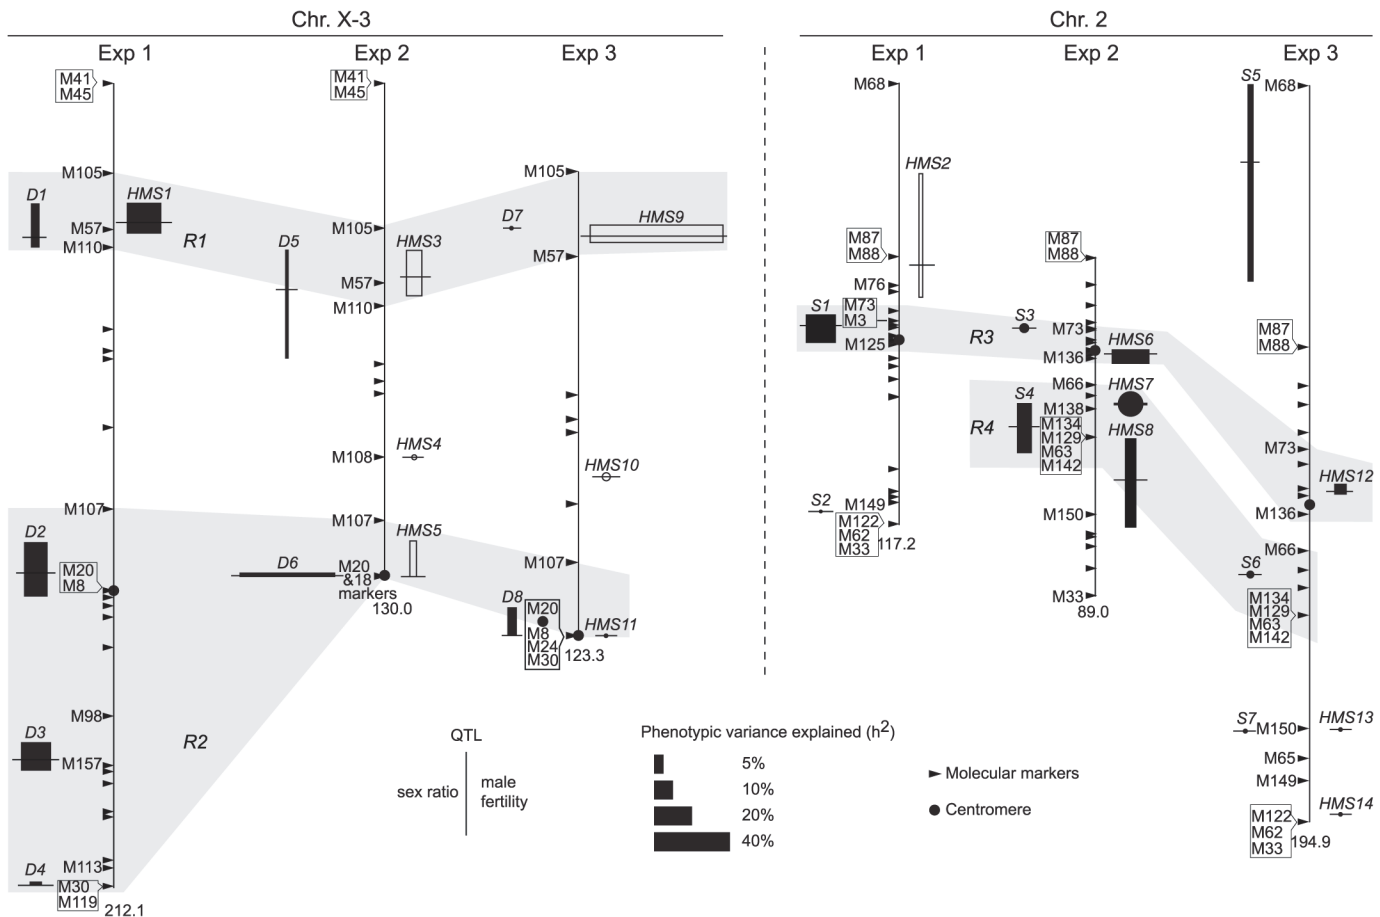 Chr. X-3
Chr. 2
Exp 1
Exp 2
Exp 3
Exp 1
Exp 2
Exp 3
M41
M45
M105
D1
HMS1
M57
M110
R1
M107
D2
M20
M8
M98
D3
M157
R2
M113
D4
M30
M119
212.1
M41
M45
M105
D5
HMS3
M57
M110
M108
HMS4
M107
HMS5
D6
M20
&18
markers
130.0
M105
D7
HMS9
M57
HMS10
M107
D8
M20
M8
M24
M30
HMS11
123.3
M68
HMS2
M87
M88
M76
S1
M73
M3
M125
S2
M149
M122
M62
M33
117.2
M87
M88
R3
S3
M73
HMS6
M136
M66
HMS7
R4
S4
M138
M134
M129
M63
M142
HMS8
M150
M33
89.0
S5
M68
M87
M88
M73
HMS12
M136
M66
S6
M134
M129
M63
M142
S7
M150
HMS13
M65
M149
HMS14
M122
M62
M33
194.9
QTL
sex ratio
male
fertility
Phenotypic variance explained (h2)
5%
10%
20%
40%
Molecular markers
Centromere